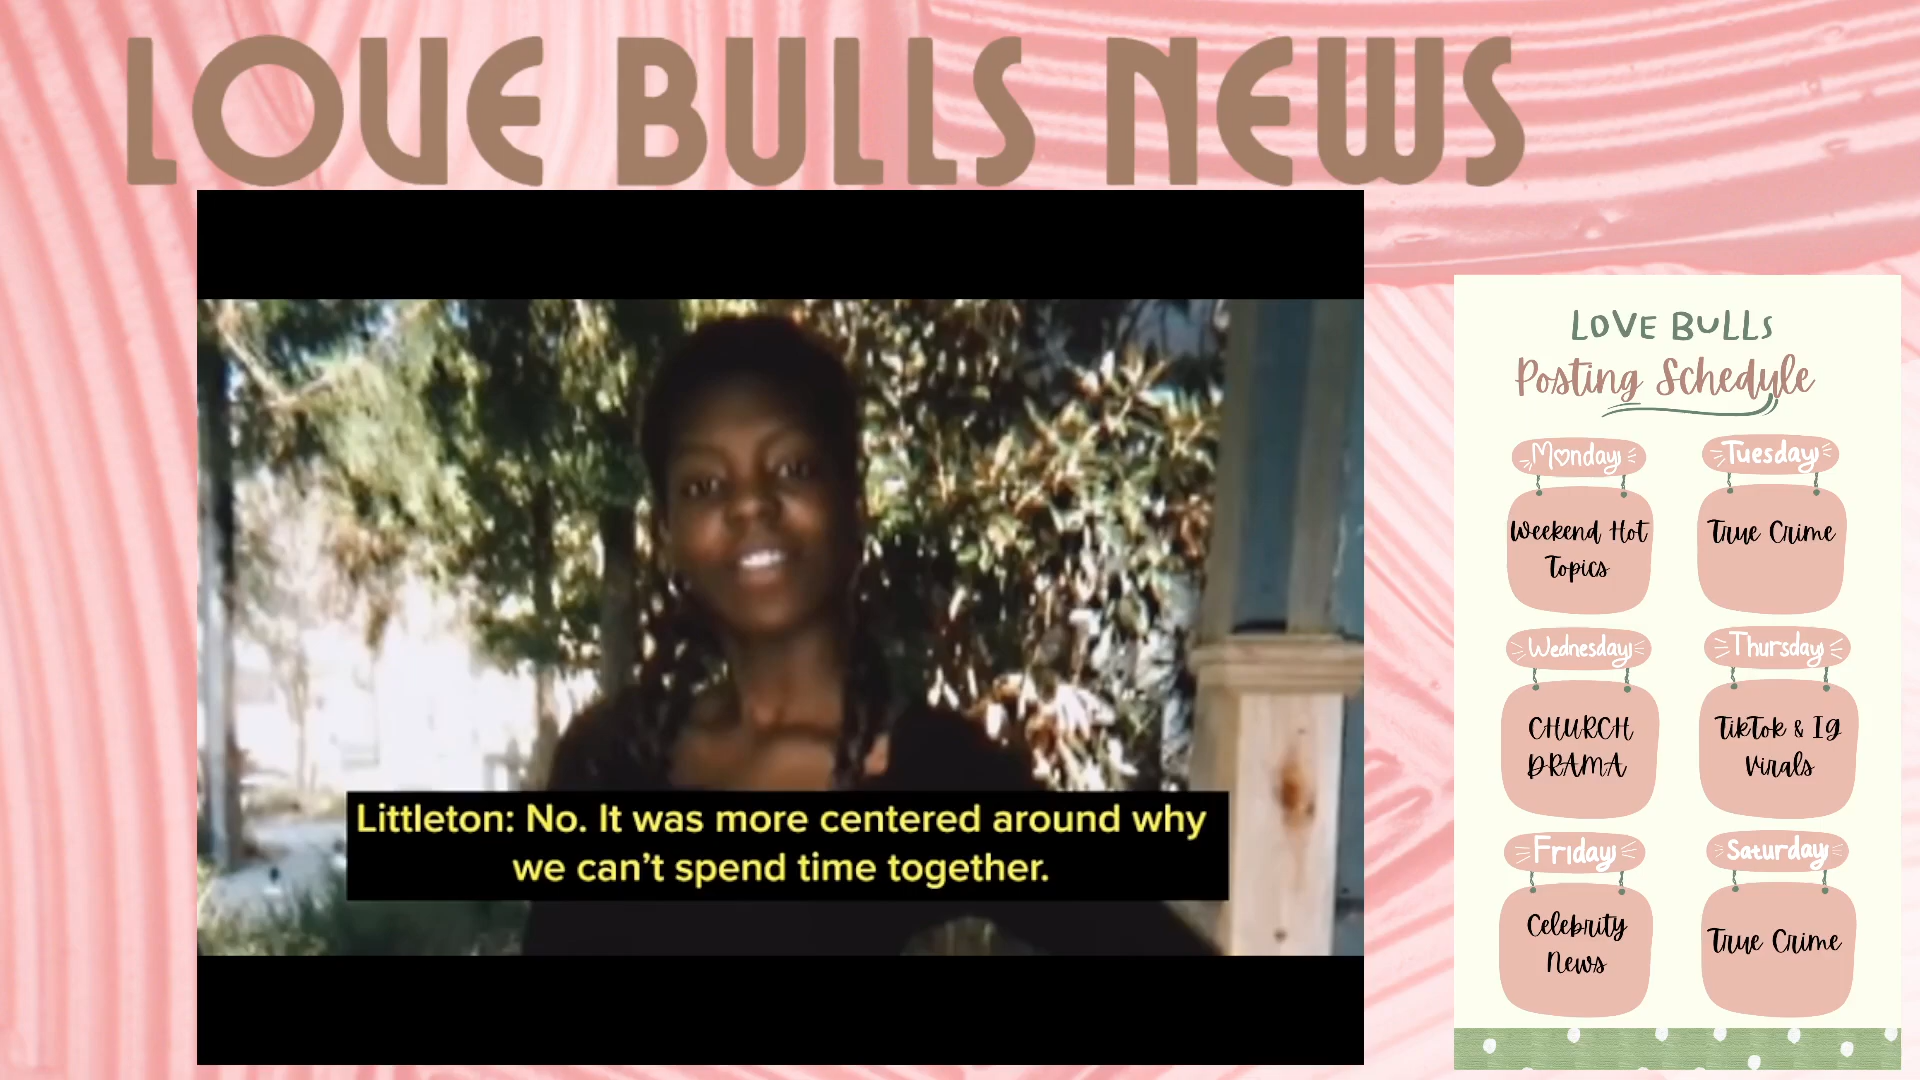 LOVE BULLS NEWS
Littleton: No. It was more centered around why
we can't spend time together.
LOVE BULLS
Posting Schedule
Monday
Weekend Hot
Topics
Tuesday
True Crime
Wednesday
CHURCH
DRAMA
Thursday
TikTok & IG
Virals
Friday
Celebrity
News
Saturday
True Crime